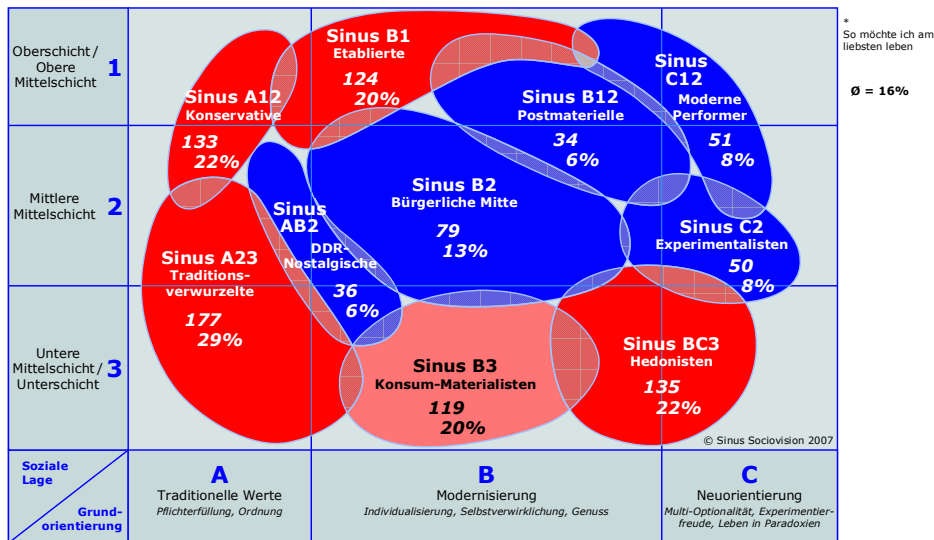 Oberschicht /
Obere
Mittelschicht
1
Mittlere
Mittelschicht
2
Untere
Mittelschicht /
Unterschicht
3
Sinus B1
Etablierte
124
20%
Sinus A12
Konservative
133
22%
Sinus B12
Postmaterielle
34
6%
Sinus
C12
Moderne
Performer
51
8%
Sinus B2
Bürgerliche Mitte
79
13%
Sinus
AB2
DDR-
Nostalgische
36
6%
Sinus A23
Traditions-
verwurzelte
177
29%
Sinus C2
Experimentalisten
50
8%
Sinus B3
Konsum-Materialisten
119
20%
Sinus BC3
Hedonisten
135
22%
© Sinus Sociovision 2007
Soziale
Lage
Grund-
orientierung
A
Traditionelle Werte
Pflichterfüllung, Ordnung
B
Modernisierung
Individualisierung, Selbstverwirklichung, Genuss
C
Neuorientierung
Multi-Optionalität, Experimentier-
freude, Leben in Paradoxien
*
So möchte ich am
liebsten leben
Ø = 16%